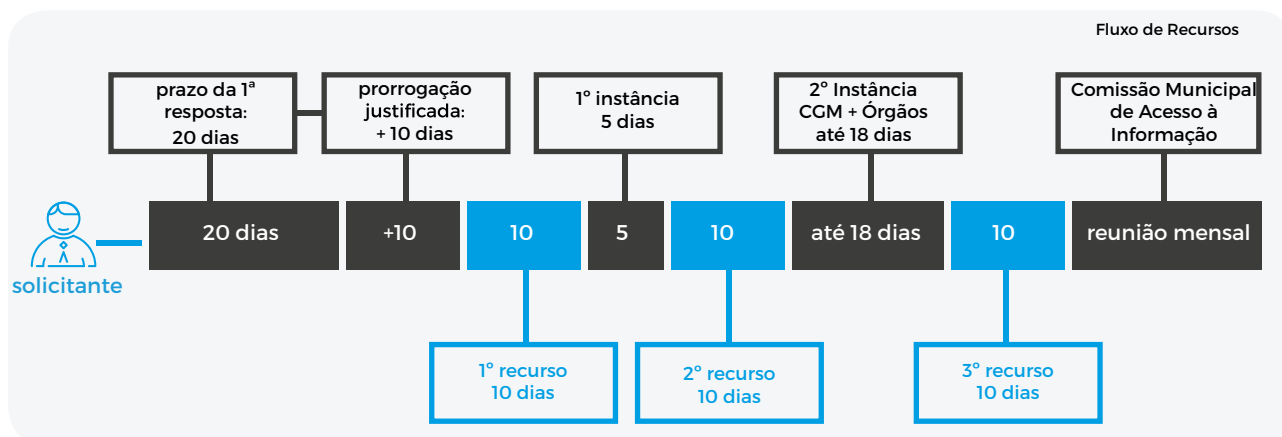 Fluxo de Recursos
prazo da 1ª
resposta:
20 dias
prorrogação
justificada:
+ 10 dias
1º instância
5 dias
2º Instância
CGM + Órgãos
até 18 dias
Comissão Municipal
de Acesso à
Informação
solicitante
20 dias
+10
10
5
10
até 18 dias
10
reunião mensal
1º recurso
10 dias
2º recurso
10 dias
3º recurso
10 dias